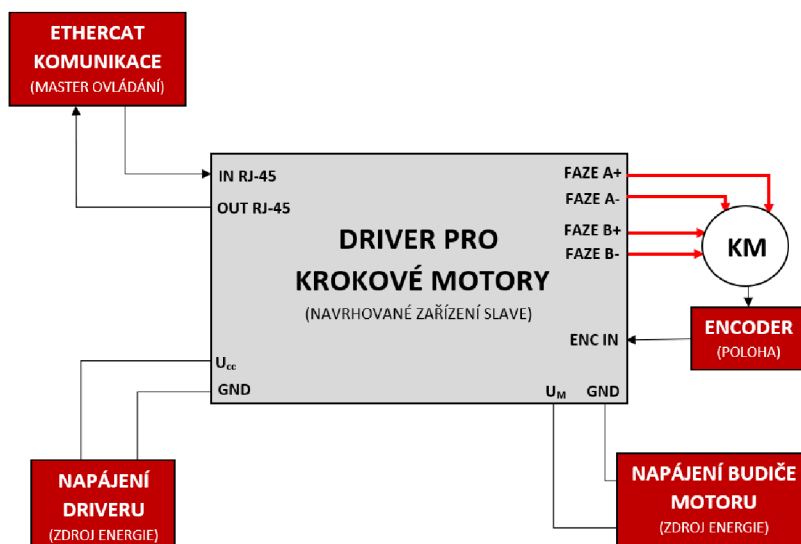 ETHERCAT
KOMUNIKACE
(MASTER OVLÁDÁNÍ)
IN RJ-45
OUT RJ-45
FAZE A+
FAZE A-
FAZE B+
FAZE B-
KM
DRIVER PRO
KROKOVÉ MOTORY
(NAVRHOVANÉ ZAŘÍZENÍ SLAVE)
ENC IN
ENCODER
(POLOHA)
Ucc
GND
UM
GND
NAPÁJENÍ
DRIVERU
(ZDROJ ENERGIE)
NAPÁJENÍ BUDIČE
MOTORU
(ZDROJ ENERGIE)